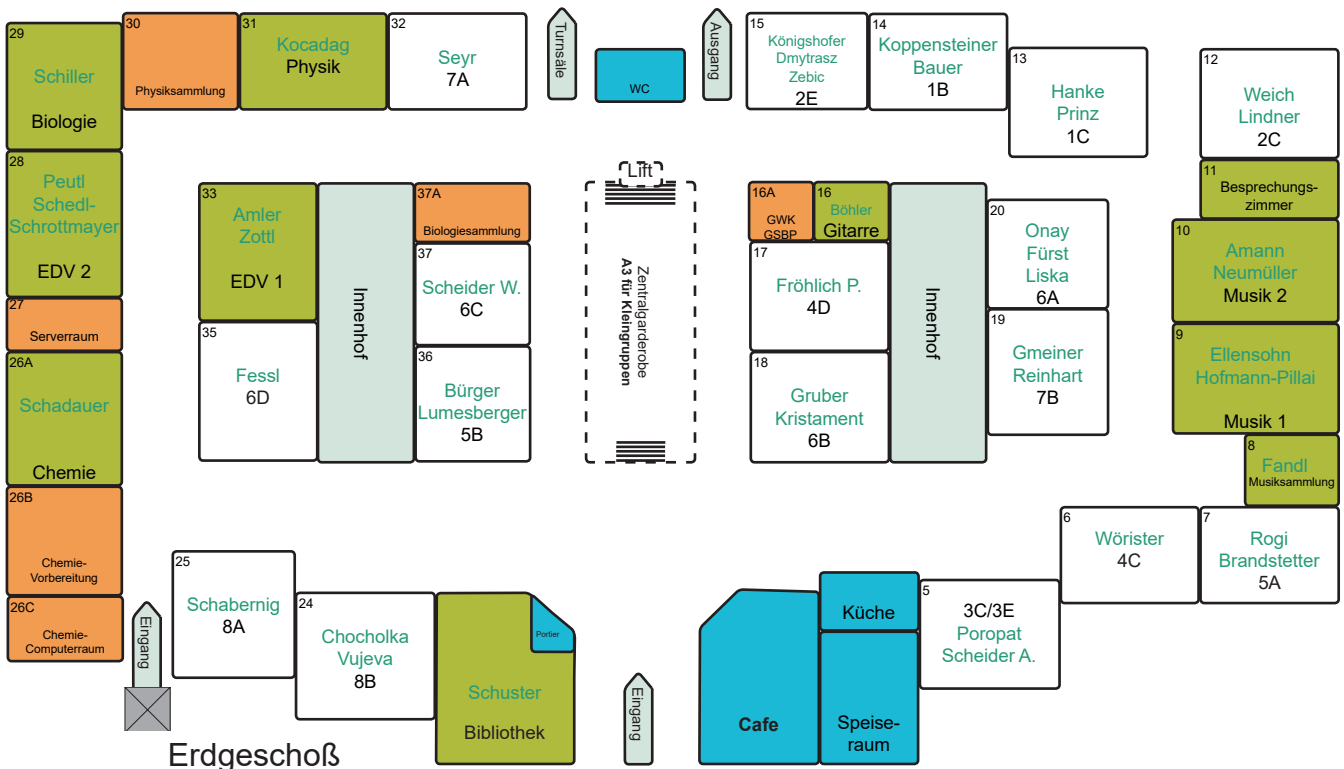 29
Schiller
Biologie
30
Physiksammlung
31
Kocadag
Physik
32
Seyr
7A
Turnsäle
WC
Ausgang
15
Königshofer
Dmytrasz
Zebic
2E
14
Koppensteiner
Bauer
1B
13
Hanke
Prinz
1C
12
Weich
Lindner
2C
28
Peutl
Schedl-
Schrottmayer
EDV 2
33
Amler
Zottl
EDV 1
Innenhof
37A
Biologiesammlung
37
Scheider W.
6C
Lift
Zentralgarderobe
A3 für Kleingruppen
16A
GWK
GSBP
16
Böhler
Gitarre
17
Fröhlich P.
4D
Innenhof
20
Onay
Fürst
Liska
6A
11
Besprechungs-
zimmer
10
Amann
Neumüller
Musik 2
27
Serverraum
26A
Schadauer
Chemie
35
Fessl
6D
36
Bürger
Lumesberger
5B
18
Gruber
Kristament
6B
19
Gmeiner
Reinhart
7B
9
Ellensohn
Hofmann-Pillai
Musik 1
8
Fandl
Musiksammlung
26B
Chemie-
Vorbereitung
26C
Chemie-
Computerraum
Eingang
25
Schabernig
8A
24
Chocholka
Vujeva
8B
Portier
Schuster
Bibliothek
Eingang
Cafe
Küche
Speise-
raum
5
3C/3E
Poropat
Scheider A.
6
Wörister
4C
7
Rogi
Brandstetter
5A
Erdgeschoß